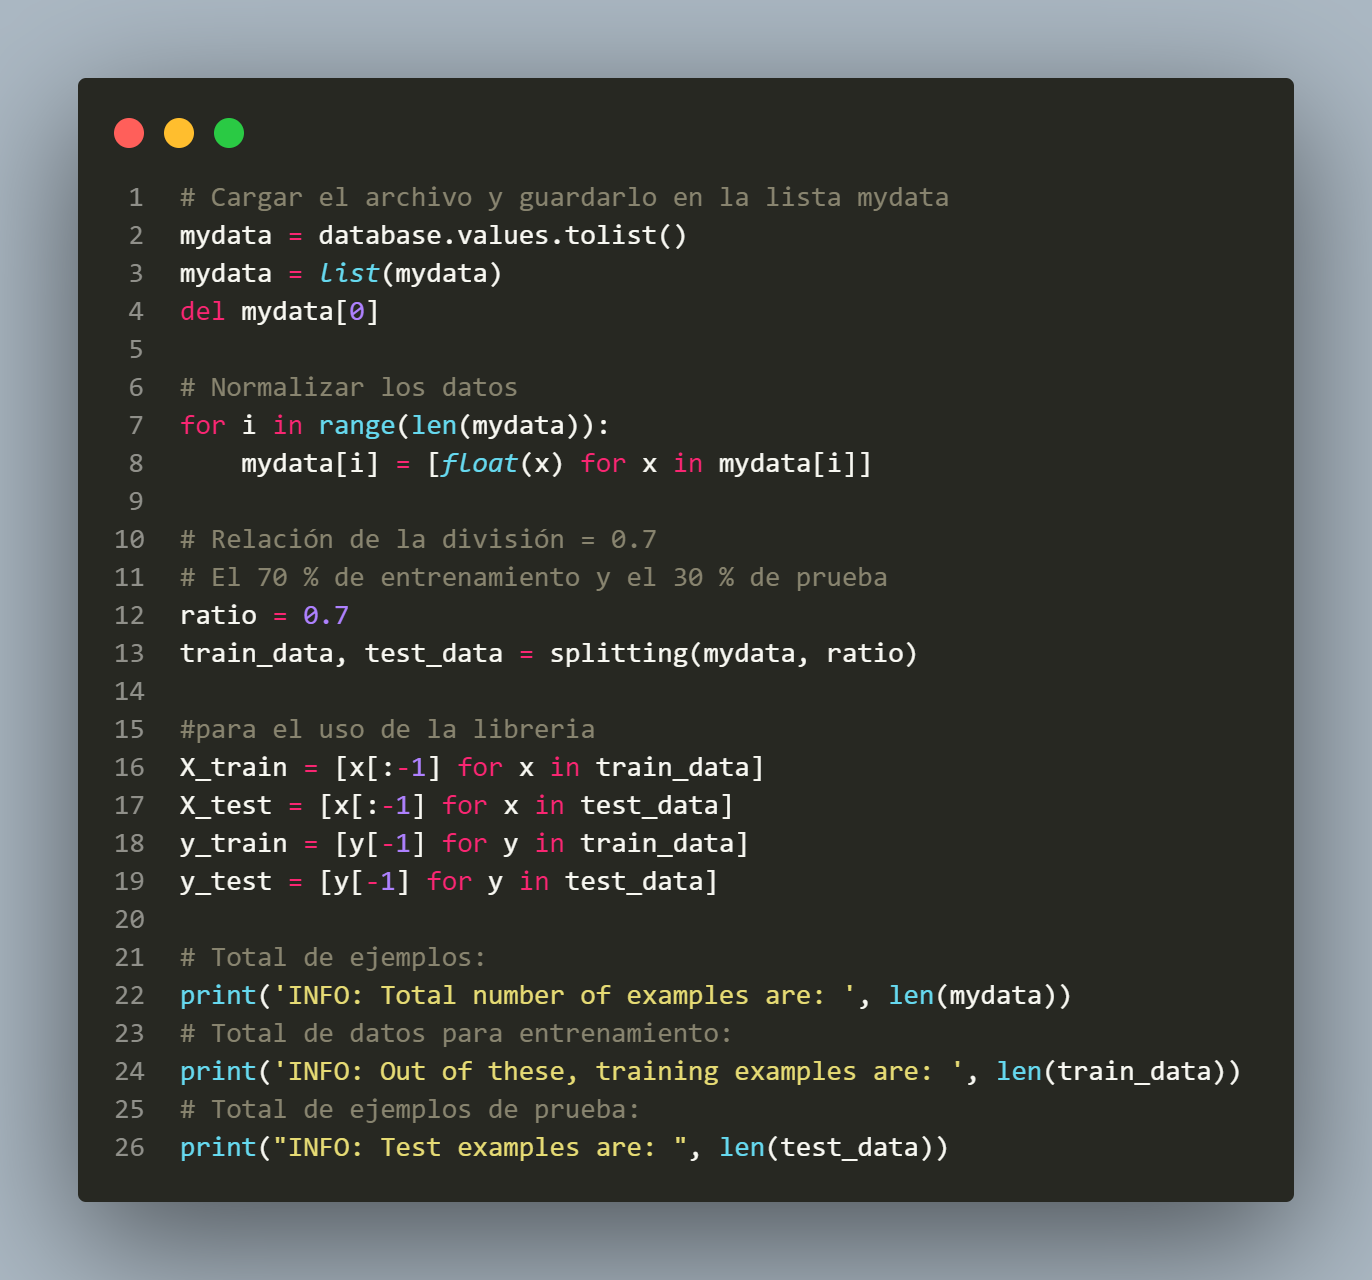 1 # Cargar el archivo y guardarlo en la lista mydata
2 mydata = database.values.tolist()
3 mydata = list(mydata)
4 del mydata[0]
5
6 # Normalizar los datos
7 for i in range(len(mydata)):
8     mydata[i] = [float(x) for x in mydata[i]]
9
10 # Relación de la división = 0.7
11 # El 70 % de entrenamiento y el 30 % de prueba
12 ratio = 0.7
13 train_data, test_data = splitting(mydata, ratio)
14
15 #para el uso de la libreria
16 X_train = [x[:-1] for x in train_data]
17 X_test = [x[:-1] for x in test_data]
18 y_train = [y[-1] for y in train_data]
19 y_test = [y[-1] for y in test_data]
20
21 # Total de ejemplos:
22 print('INFO: Total number of examples are: ', len(mydata))
23 # Total de datos para entrenamiento:
24 print('INFO: Out of these, training examples are: ', len(train_data))
25 # Total de ejemplos de prueba:
26 print("INFO: Test examples are: ", len(test_data))